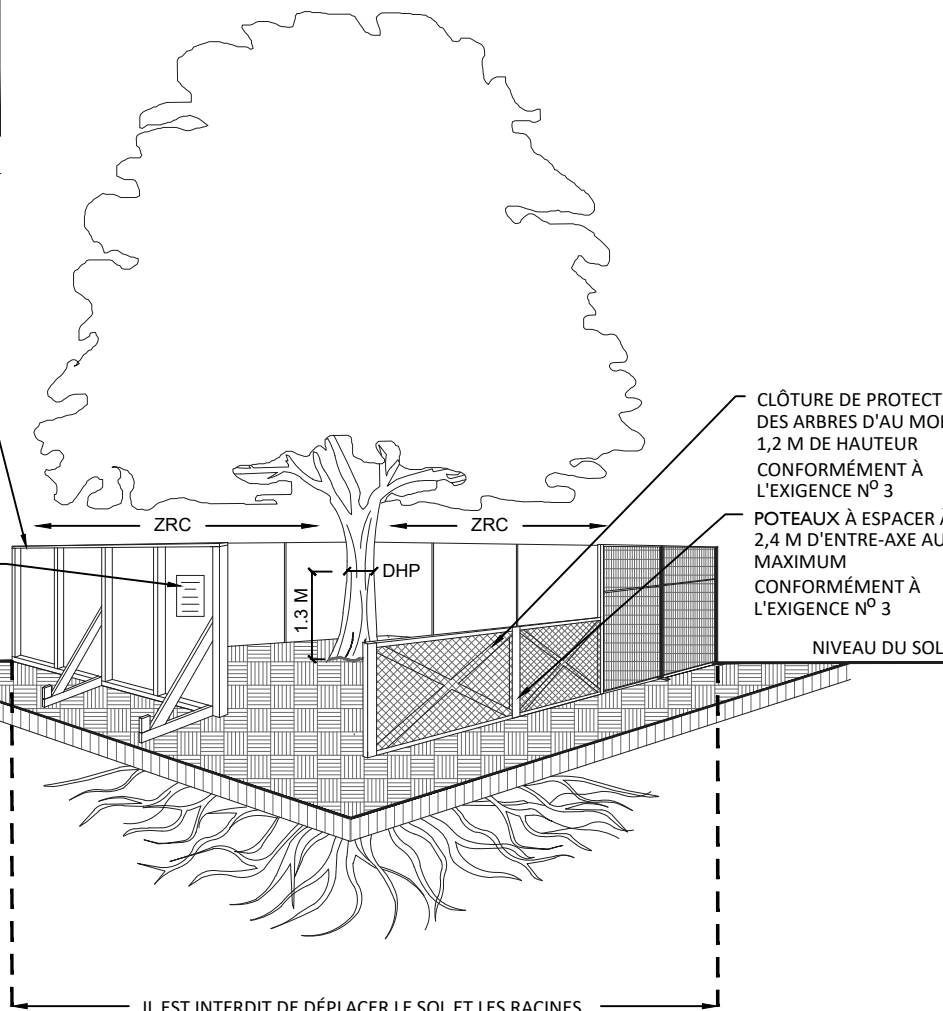 CLÔTURE DE PROTECT
DES ARBRES D'AU MOI
1,2 M DE HAUTEUR
CONFORMÉMENT À
L'EXIGENCE Nº 3
ZRC
ZRC
POTEAUX À ESPACER À
2,4 M D'ENTRE-AXE AU
MAXIMUM
CONFORMÉMENT À
L'EXIGENCE Nº 3
DHP
1.3 M
NIVEAU DU SOL
IL EST INTERDIT DE DÉPLACER LE SOL ET LES RACINES